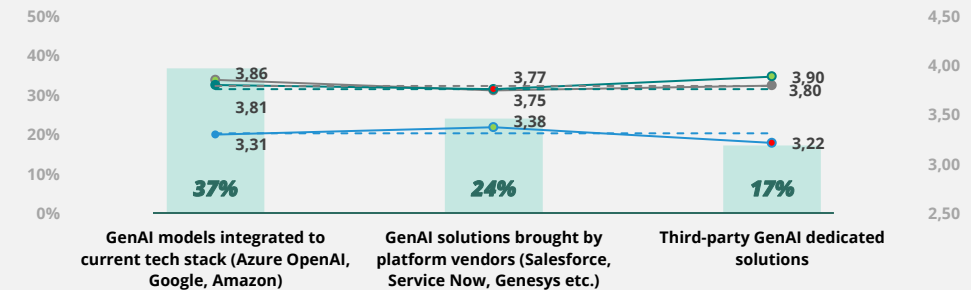 50%
4,50
40%
4,00
3,86
3,77
3,90
3,80
30%
3,75
3,81
3,50
3,38
20%
3,31
3,22
3,00
10%
37%
24%
17%
0%
2,50
GenAI models integrated to
current tech stack (Azure OpenAI,
Google, Amazon)
GenAI solutions brought by
platform vendors (Salesforce,
Service Now, Genesys etc.)
Third-party GenAI dedicated
solutions